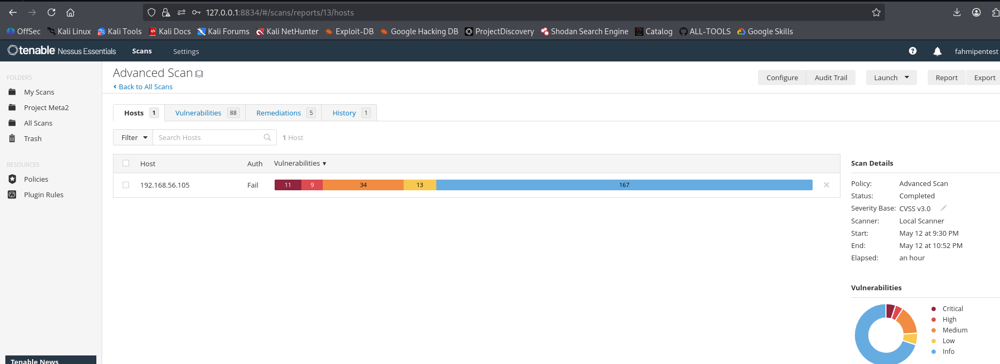 127.0.0.1:8834/#/scans/reports/13/hosts
OffSec Kali Linux Kali Tools Kali Docs Kali Forums Kali NetHunter Exploit-DB Google Hacking DB ProjectDiscovery Shodan Search Engine Catalog ALL-TOOLS Google Skills
tenable Nessus Essentials Scans Settings fahmipentest
FOLDERS
My Scans
Project Meta2
All Scans
Trash
RESOURCES
Policies
Plugin Rules
Tenable News
Advanced Scan
Back to All Scans
Configure Audit Trail Launch Report Export
Hosts 1 Vulnerabilities 88 Remediations 5 History 1
Filter Search Hosts 1 Host
Host Auth Vulnerabilities
192.168.56.105 Fail 11 9 34 13 167
Scan Details
Policy: Advanced Scan
Status: Completed
Severity Base: CVSS v3.0
Scanner: Local Scanner
Start: May 12 at 9:30 PM
End: May 12 at 10:52 PM
Elapsed: an hour
Vulnerabilities
Critical
High
Medium
Low
Info